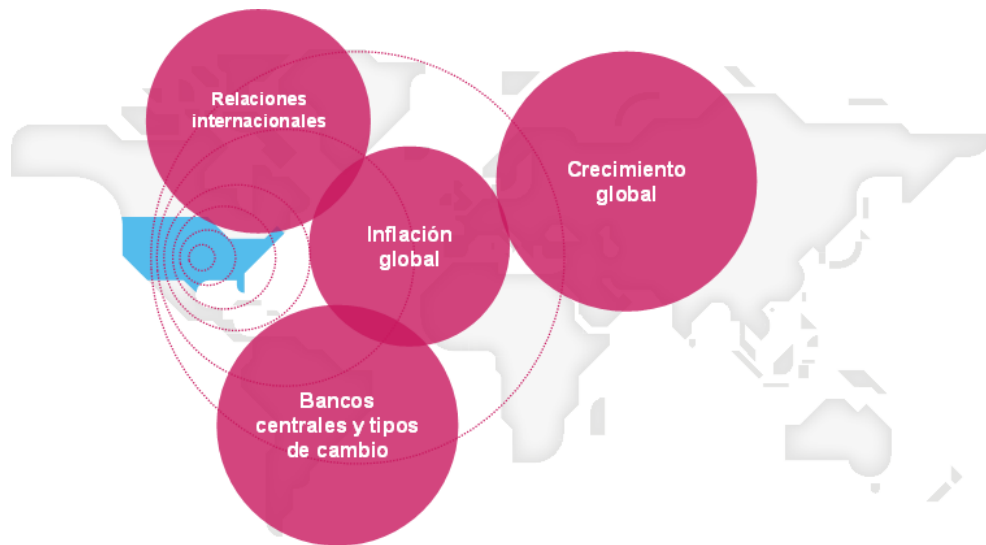 Relaciones
internacionales
Crecimiento
global
Inflación
global
Bancos
centrales y tipos
de cambio